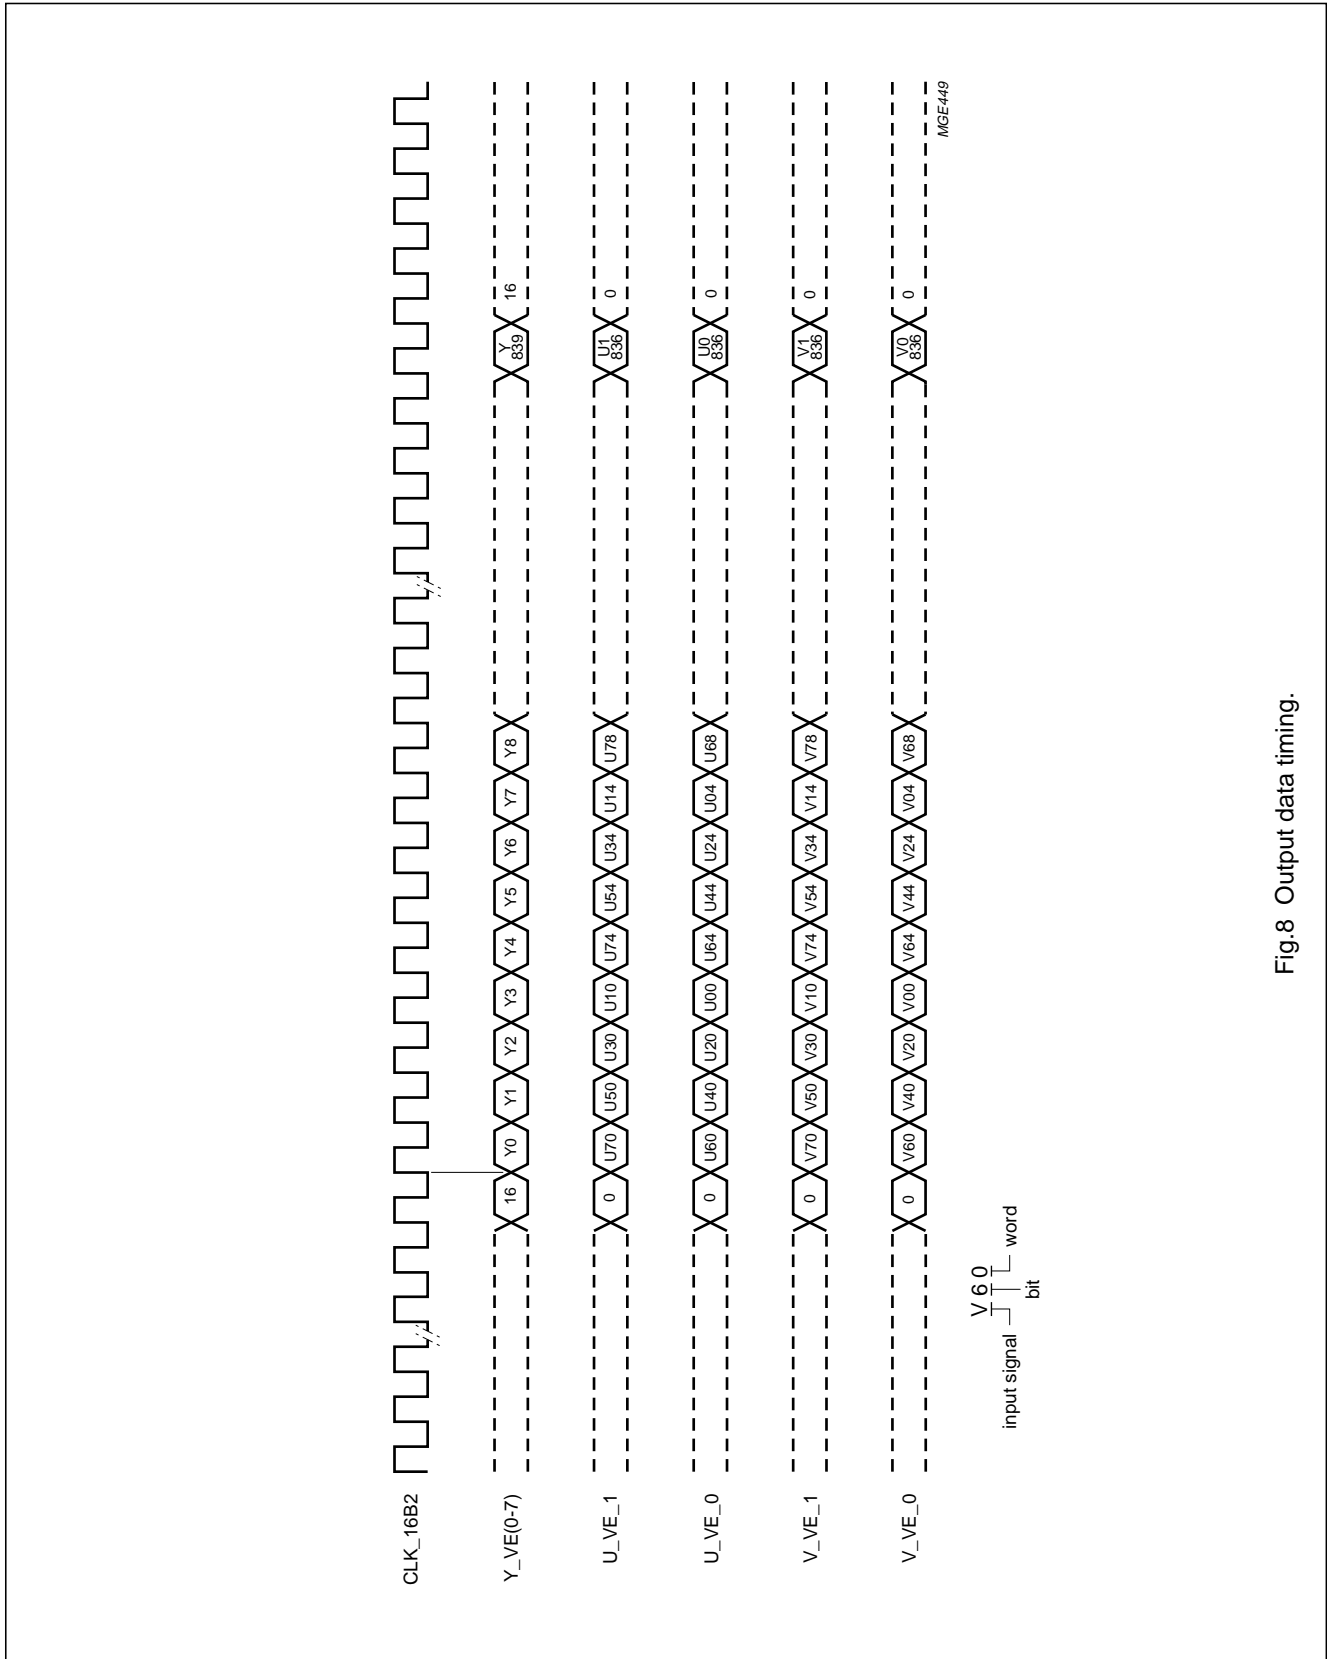 CLK_16B2
Y_VE(0-7)
16 Y0 Y1 Y2 Y3 Y4 Y5 Y6 Y7 Y8 Y 839 16
U_VE_1
0 U70 U50 U30 U10 U74 U54 U34 U14 U78 U1 836 0
U_VE_0
0 U60 U40 U20 U00 U64 U44 U24 U04 U68 U0 836 0
V_VE_1
0 V70 V50 V30 V10 V74 V54 V34 V14 V78 V1 836 0
V_VE_0
0 V60 V40 V20 V00 V64 V44 V24 V04 V68 V0 836 0
MGE449
V 6 0
input signal
bit
word
Fig.8 Output data timing.